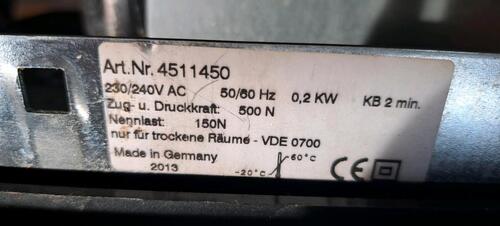 Art.Nr. 4511450
230/240V AC 50/60 Hz 0,2 KW KB 2 min.
Zug- u. Druckkraft: 500 N
Nennlast: 150N
nur für trockene Räume - VDE 0700
Made in Germany
2013
60°C
-20°C
CE